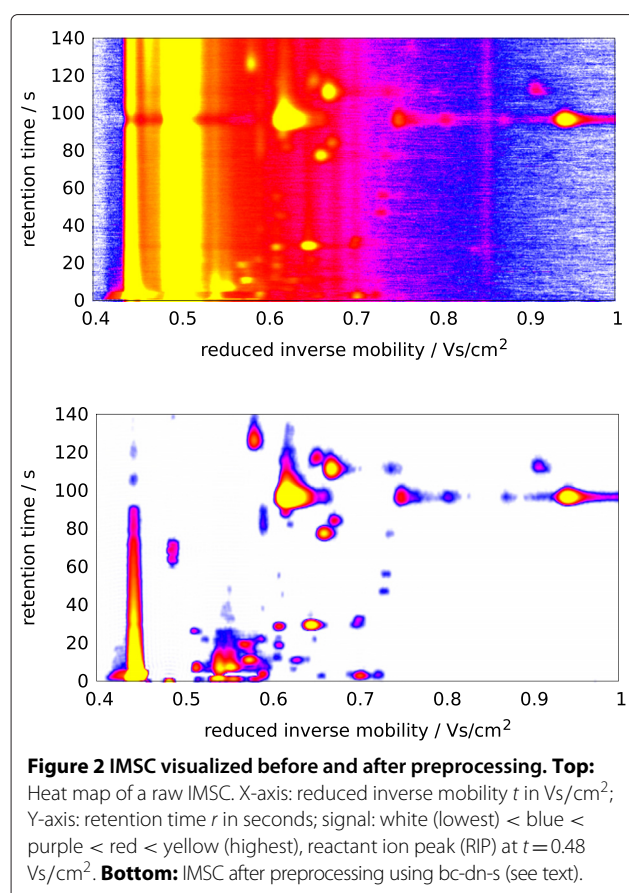 140
120
100
80
60
40
20
0
retention time / s
0.4 0.5 0.6 0.7 0.8 0.9 1
reduced inverse mobility / Vs/cm²
140
120
100
80
60
40
20
0
retention time / s
0.4 0.5 0.6 0.7 0.8 0.9 1
reduced inverse mobility / Vs/cm²
Figure 2 IMSC visualized before and after preprocessing. Top:
Heat map of a raw IMSC. X-axis: reduced inverse mobility t in Vs/cm²;
Y-axis: retention time r in seconds; signal: white (lowest) < blue <
purple < red < yellow (highest), reactant ion peak (RIP) at t = 0.48
Vs/cm². Bottom: IMSC after preprocessing using bc-dn-s (see text).